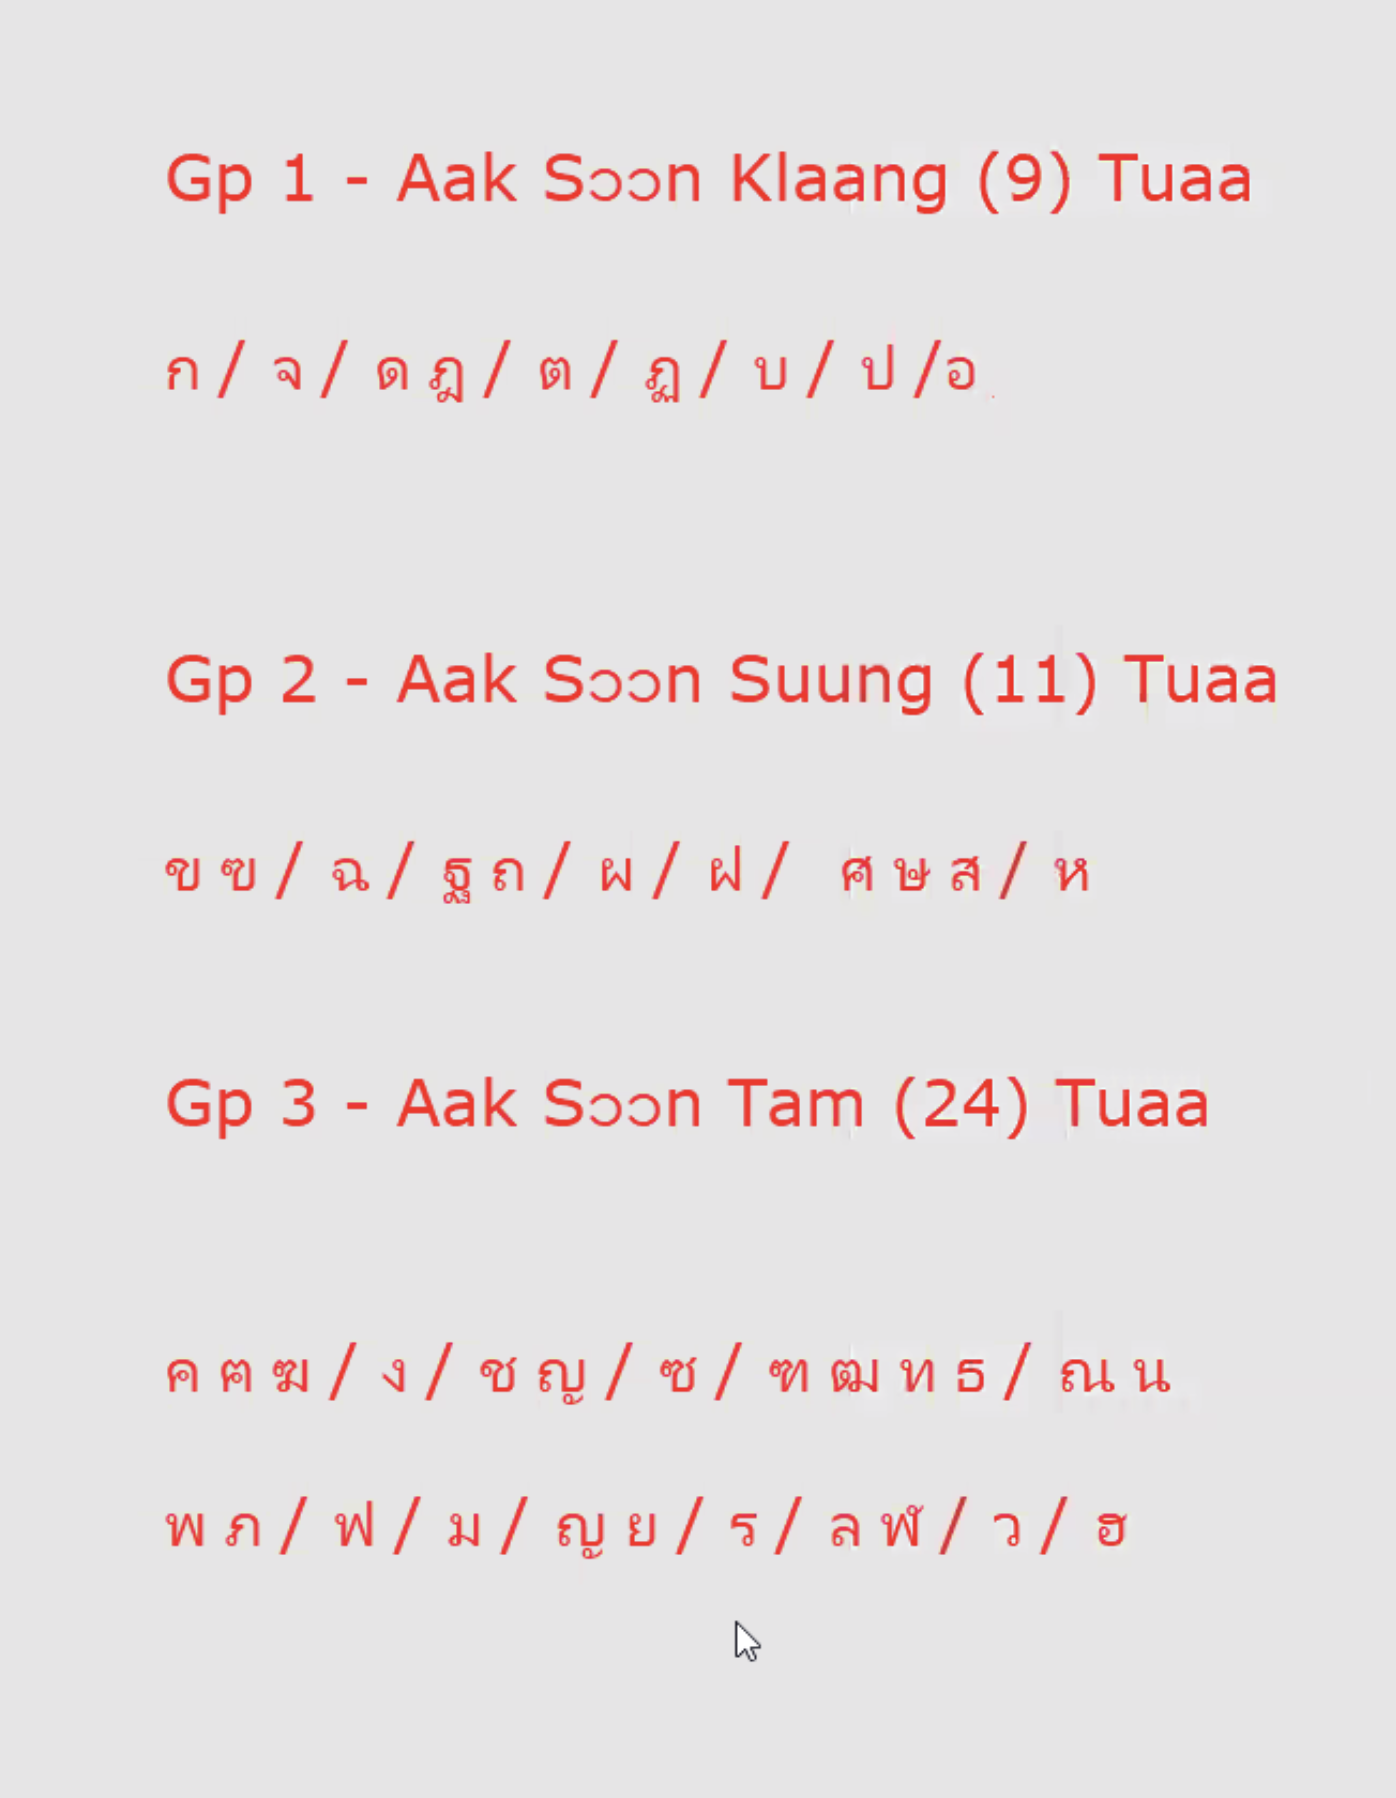 Gp 1 - Aak Sɔɔn Klaang (9) Tuaa
ก / จ / ด ฎ / ต / ฏ / บ / ป /อ
Gp 2 - Aak Sɔɔn Suung (11) Tuaa
ข ฃ / ฉ / ฐ ถ / ผ / ฝ / ศ ษ ส / ห
Gp 3 - Aak Sɔɔn Tam (24) Tuaa
ค ฅ ฆ / ง / ช ญ / ซ / ฑ ฒ ท ธ / ณ น
พ ภ / ฟ / ม / ญ ย / ร / ล ฬ / ว / ฮ